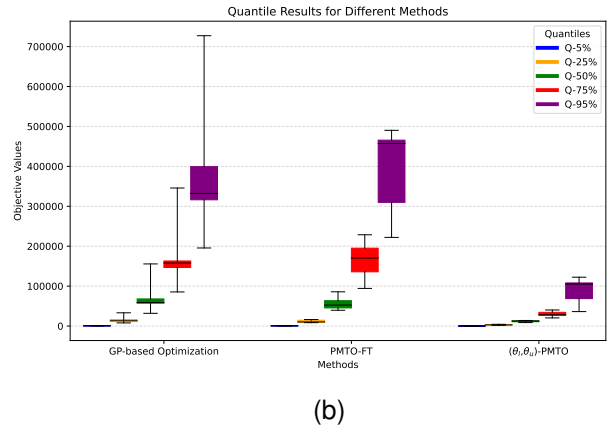 Quantile Results for Different Methods
Quantiles
Q-5%
Q-25%
Q-50%
Q-75%
Q-95%
Objective Values
700000
600000
500000
400000
300000
200000
100000
0
GP-based Optimization
PMTO-FT
(θl,θu)-PMTO
Methods
(b)